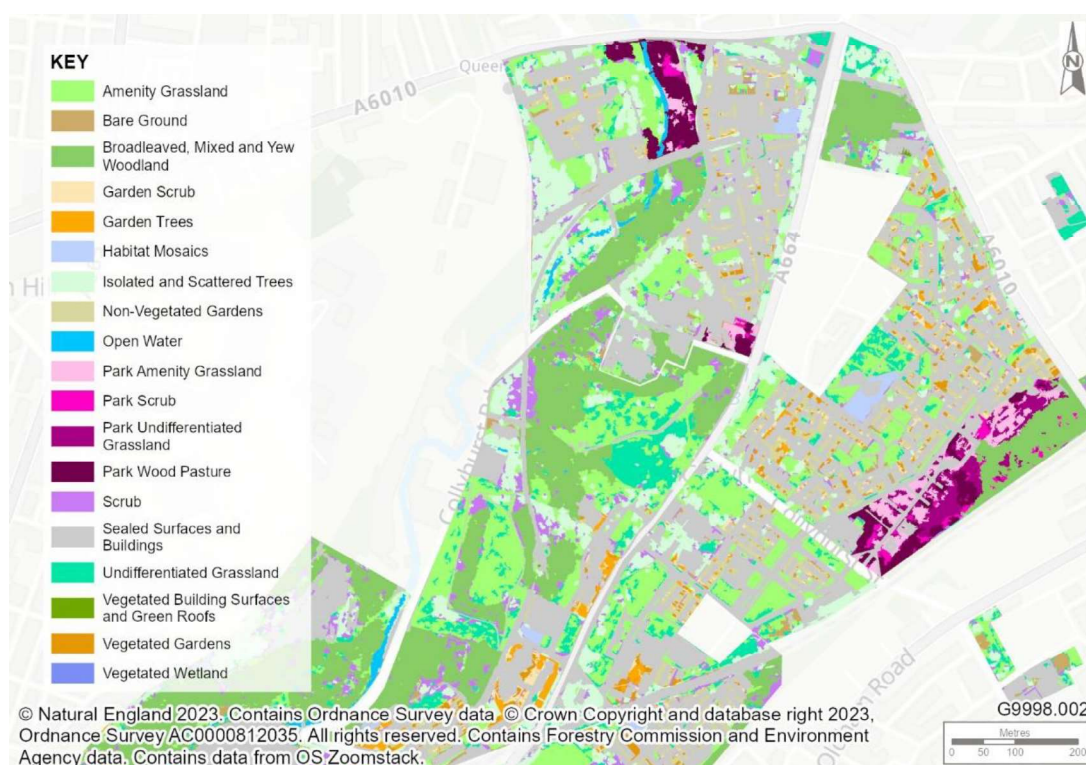 KEY
Amenity Grassland
Bare Ground
Broadleaved, Mixed and Yew
Woodland
Garden Scrub
Garden Trees
Habitat Mosaics
Isolated and Scattered Trees
Non-Vegetated Gardens
Open Water
Park Amenity Grassland
Park Scrub
Park Undifferentiated
Grassland
Park Wood Pasture
Scrub
Sealed Surfaces and
Buildings
Undifferentiated Grassland
Vegetated Building Surfaces
and Green Roofs
Vegetated Gardens
Vegetated Wetland
A6010
Queen
N
A664
A6010
Road
© Natural England 2023. Contains Ordnance Survey data © Crown Copyright and database right 2023,
Ordnance Survey AC0000812035. All rights reserved. Contains Forestry Commission and Environment
Agency data. Contains data from OS Zoomstack.
G9998.002
Metres
0 50 100 200